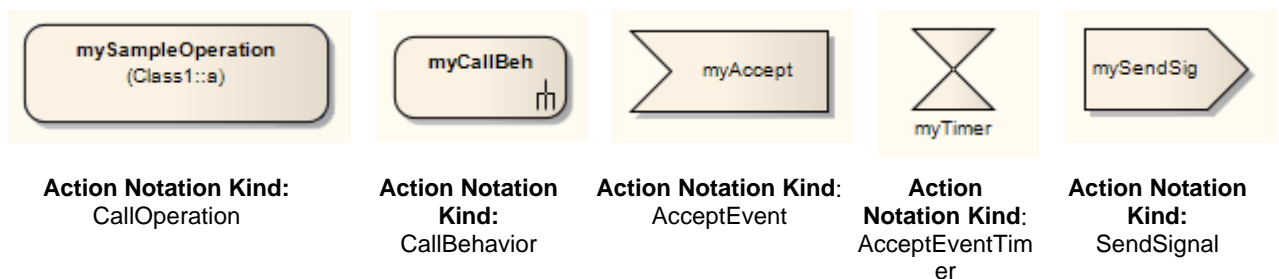 mySampleOperation
(Class1::a)
myCallBeh
myAccept
myTimer
mySendSig
Action Notation Kind:
CallOperation
Action Notation
Kind:
CallBehavior
Action Notation Kind:
AcceptEvent
Action
Notation Kind:
AcceptEventTim
er
Action Notation
Kind:
SendSignal